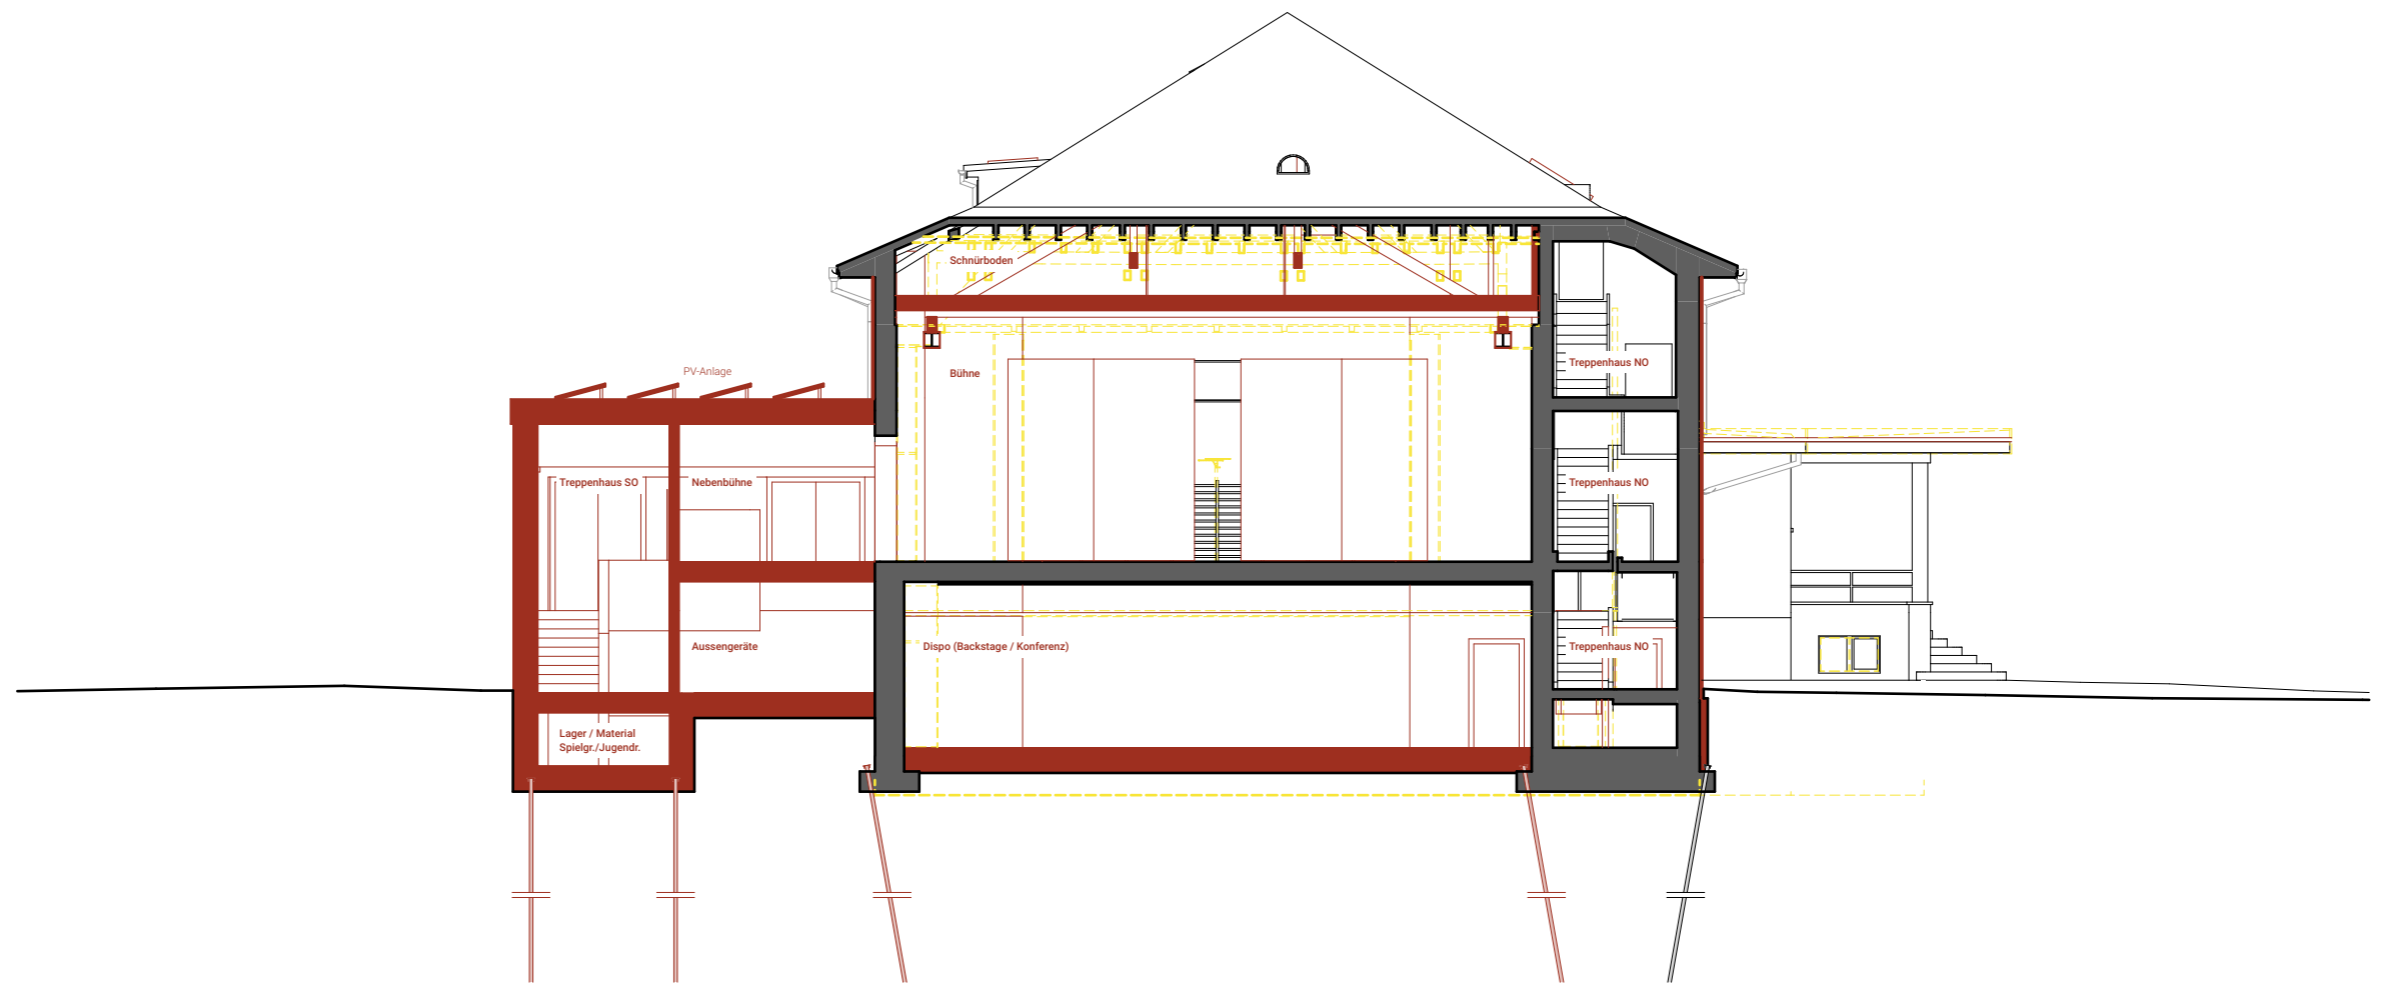 Schnürboden
Treppenhaus NO
PV-Anlage
Bühne
Treppenhaus SO
Nebenbühne
Treppenhaus NO
Aussengeräte
Dispo (Backstage / Konferenz)
Treppenhaus NO
Lager / Material
Spielgr./Jugendr.